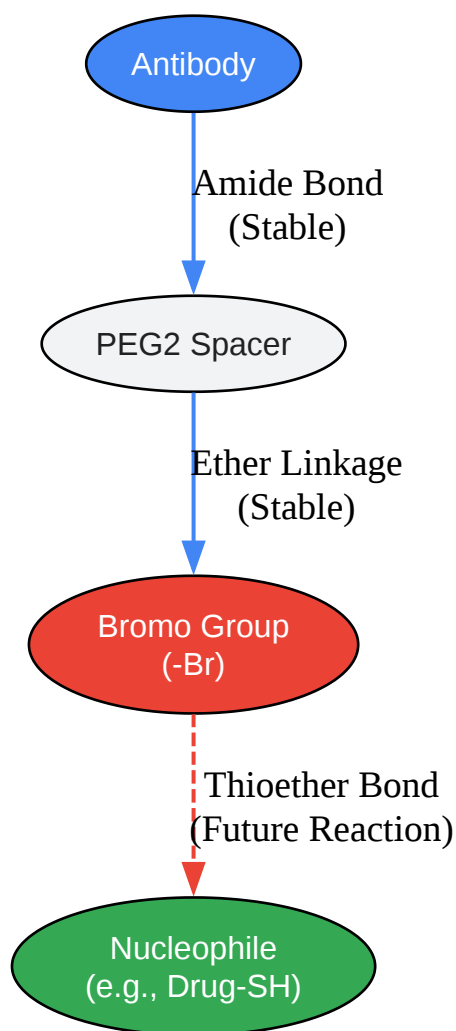 Antibody
Amide Bond
(Stable)
PEG2 Spacer
Ether Linkage
(Stable)
Bromo Group
(-Br)
Thioether Bond
(Future Reaction)
Nucleophile
(e.g., Drug-SH)